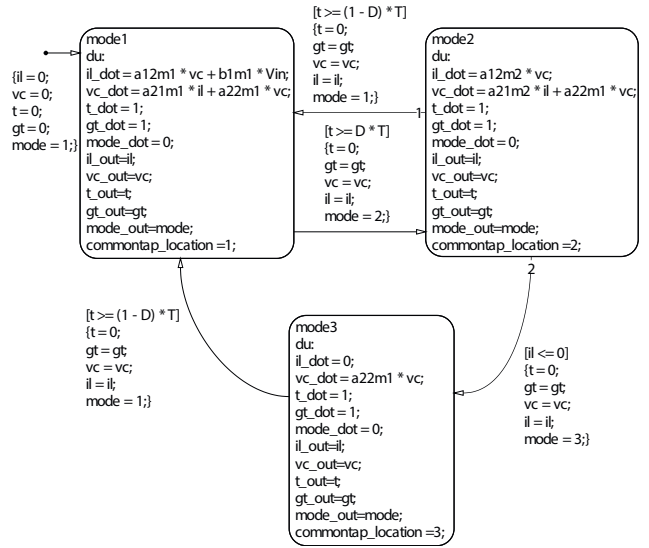 {il = 0;
vc = 0;
t = 0;
gt = 0;
mode = 1;}
mode1
du:
il_dot = a12m1 * vc + b1m1 * Vin;
vc_dot = a21m1 * il + a22m1 * vc;
t_dot = 1;
gt_dot = 1;
mode_dot = 0;
il_out=il;
vc_out=vc;
t_out=t;
gt_out=gt;
mode_out=mode;
commontap_location =1;
[t >= (1 - D) * T]
{t = 0;
gt = gt;
vc = vc;
il = il;
mode = 1;}
1
[t >= D * T]
{t = 0;
gt = gt;
vc = vc;
il = il;
mode = 2;}
mode2
du:
il_dot = a12m2 * vc;
vc_dot = a21m2 * il + a22m1 * vc;
t_dot = 1;
gt_dot = 1;
mode_dot = 0;
il_out=il;
vc_out=vc;
t_out=t;
gt_out=gt;
mode_out=mode;
commontap_location =2;
2
[t >= (1 - D) * T]
{t = 0;
gt = gt;
vc = vc;
il = il;
mode = 1;}
mode3
du:
il_dot = 0;
vc_dot = a22m1 * vc;
t_dot = 1;
gt_dot = 1;
mode_dot = 0;
il_out=il;
vc_out=vc;
t_out=t;
gt_out=gt;
mode_out=mode;
commontap_location =3;
[il <= 0]
{t = 0;
gt = gt;
vc = vc;
il = il;
mode = 3;}